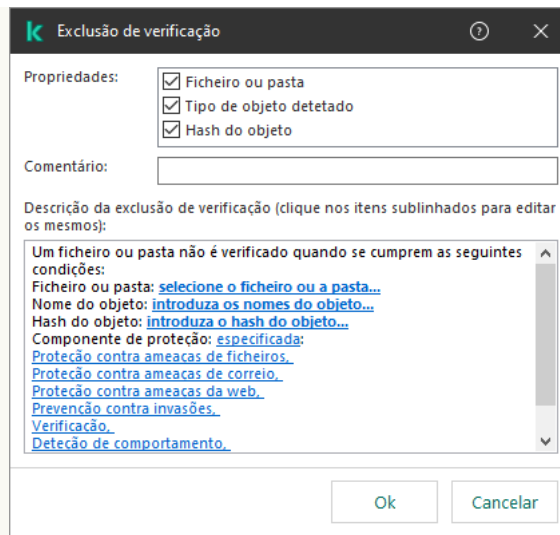 Exclusão de verificação
Propriedades:
Ficheiro ou pasta
Tipo de objeto detetado
Hash do objeto
Comentário:
Descrição da exclusão de verificação (clique nos itens sublinhados para editar
os mesmos):
Um ficheiro ou pasta não é verificado quando se cumprem as seguintes
condições:
Ficheiro ou pasta: selecione o ficheiro ou a pasta...
Nome do objeto: introduza os nomes do objeto...
Hash do objeto: introduza o hash do objeto...
Componente de proteção: especificada:
Proteção contra ameaças de ficheiros,
Proteção contra ameaças de correio,
Proteção contra ameaças da web,
Prevenção contra invasões,
Verificação,
Deteção de comportamento,
Ok
Cancelar